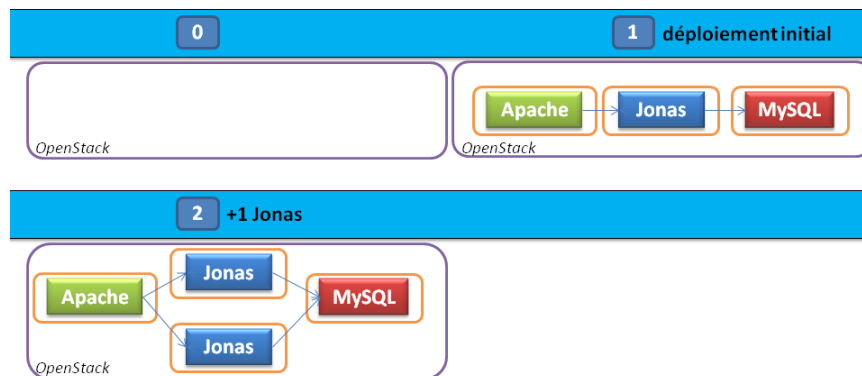 0
1 déploiement initial
OpenStack
Apache Jonas MySQL
OpenStack
2 +1 Jonas
Jonas
Apache MySQL
Jonas
OpenStack